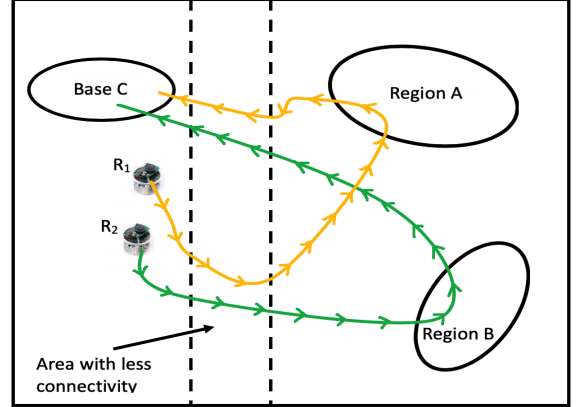 Base C
Region A
R₁
R₂
Region B
Area with less
connectivity